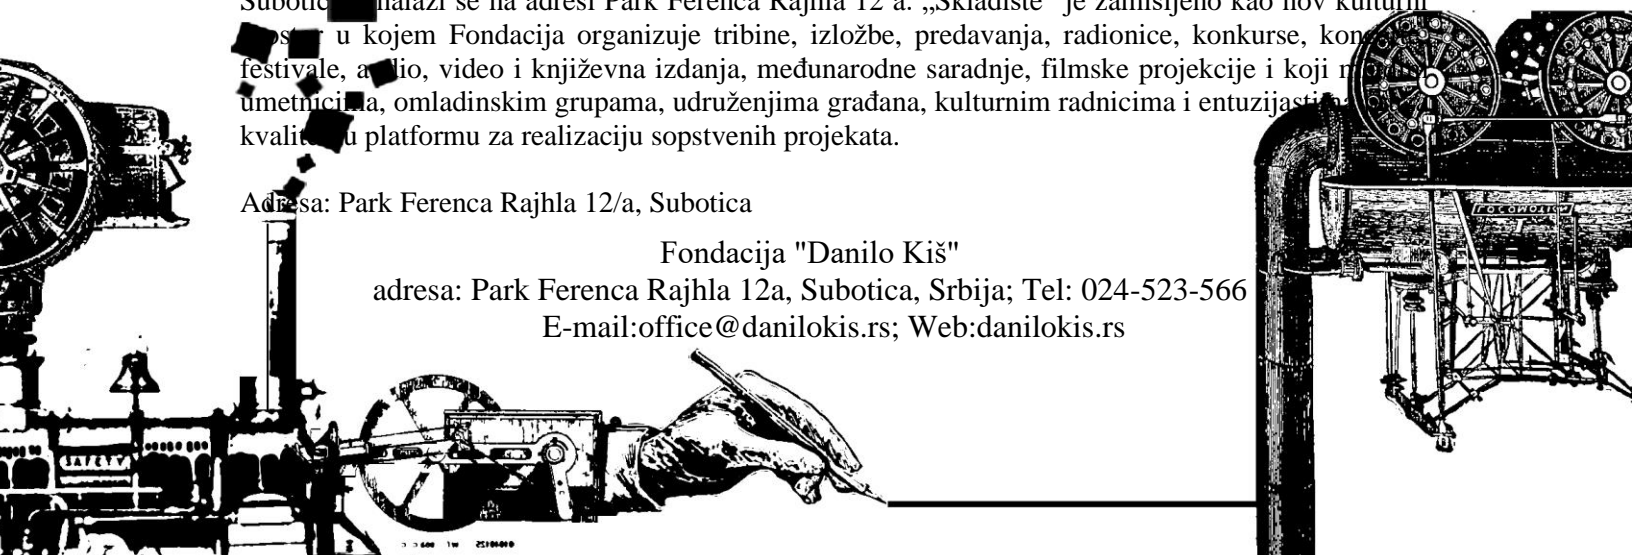 nalazi se na adresi Park Ferenca Rajhla 12 a. „Skladište“ je zamišljeno kao nov kulturni
u kojem Fondacija organizuje tribine, izložbe, predavanja, radionice, konkurse,
festivale, audio, video i književna izdanja, međunarodne saradnje, filmske projekcije i koji
umetnicima, omladinskim grupama, udruženjima građana, kulturnim radnicima i entuzijastima
platformu za realizaciju sopstvenih projekata.
Adresa: Park Ferenca Rajhla 12/a, Subotica
Fondacija "Danilo Kiš"
adresa: Park Ferenca Rajhla 12a, Subotica, Srbija; Tel: 024-523-566
E-mail:office@danilokis.rs; Web:danilokis.rs
SAFETY